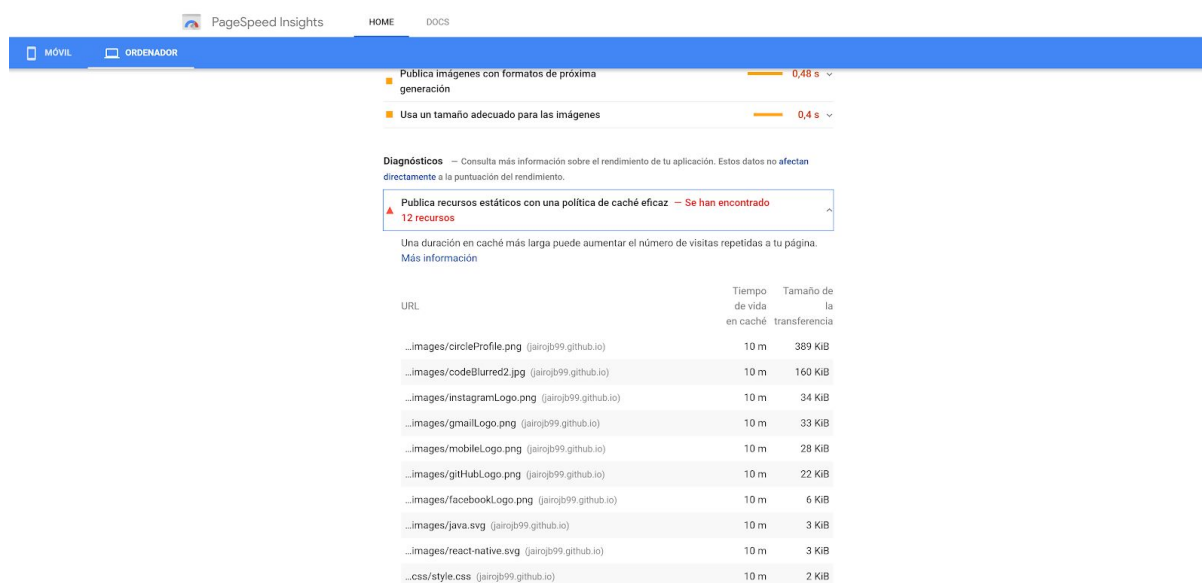 PageSpeed Insights HOME DOCS
MÓVIL ORDENADOR
Publica imágenes con formatos de próxima
generación
0,48 s
Usa un tamaño adecuado para las imágenes 0,4 s
Diagnósticos — Consulta más información sobre el rendimiento de tu aplicación. Estos datos no afectan
directamente a la puntuación del rendimiento.
Publica recursos estáticos con una política de caché eficaz — Se han encontrado
12 recursos
Una duración en caché más larga puede aumentar el número de visitas repetidas a tu página.
Más información
URL
Tiempo
de vida
en caché
Tamaño de
la
transferencia
...images/circleProfile.png (jairojb99.github.io) 10 m 389 KiB
...images/codeBlurred2.jpg (jairojb99.github.io) 10 m 160 KiB
...images/instagramLogo.png (jairojb99.github.io) 10 m 34 KiB
...images/gmailLogo.png (jairojb99.github.io) 10 m 33 KiB
...images/mobileLogo.png (jairojb99.github.io) 10 m 28 KiB
...images/gitHubLogo.png (jairojb99.github.io) 10 m 22 KiB
...images/facebookLogo.png (jairojb99.github.io) 10 m 6 KiB
...images/java.svg (jairojb99.github.io) 10 m 3 KiB
...images/react-native.svg (jairojb99.github.io) 10 m 3 KiB
...css/style.css (jairojb99.github.io) 10 m 2 KiB